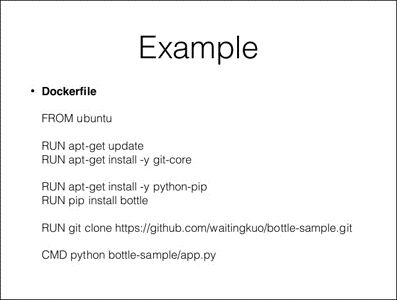 Example
• Dockerfile
FROM ubuntu
RUN apt-get update
RUN apt-get install -y git-core
RUN apt-get install -y python-pip
RUN pip install bottle
RUN git clone https://github.com/waitingkuo/bottle-sample.git
CMD python bottle-sample/app.py